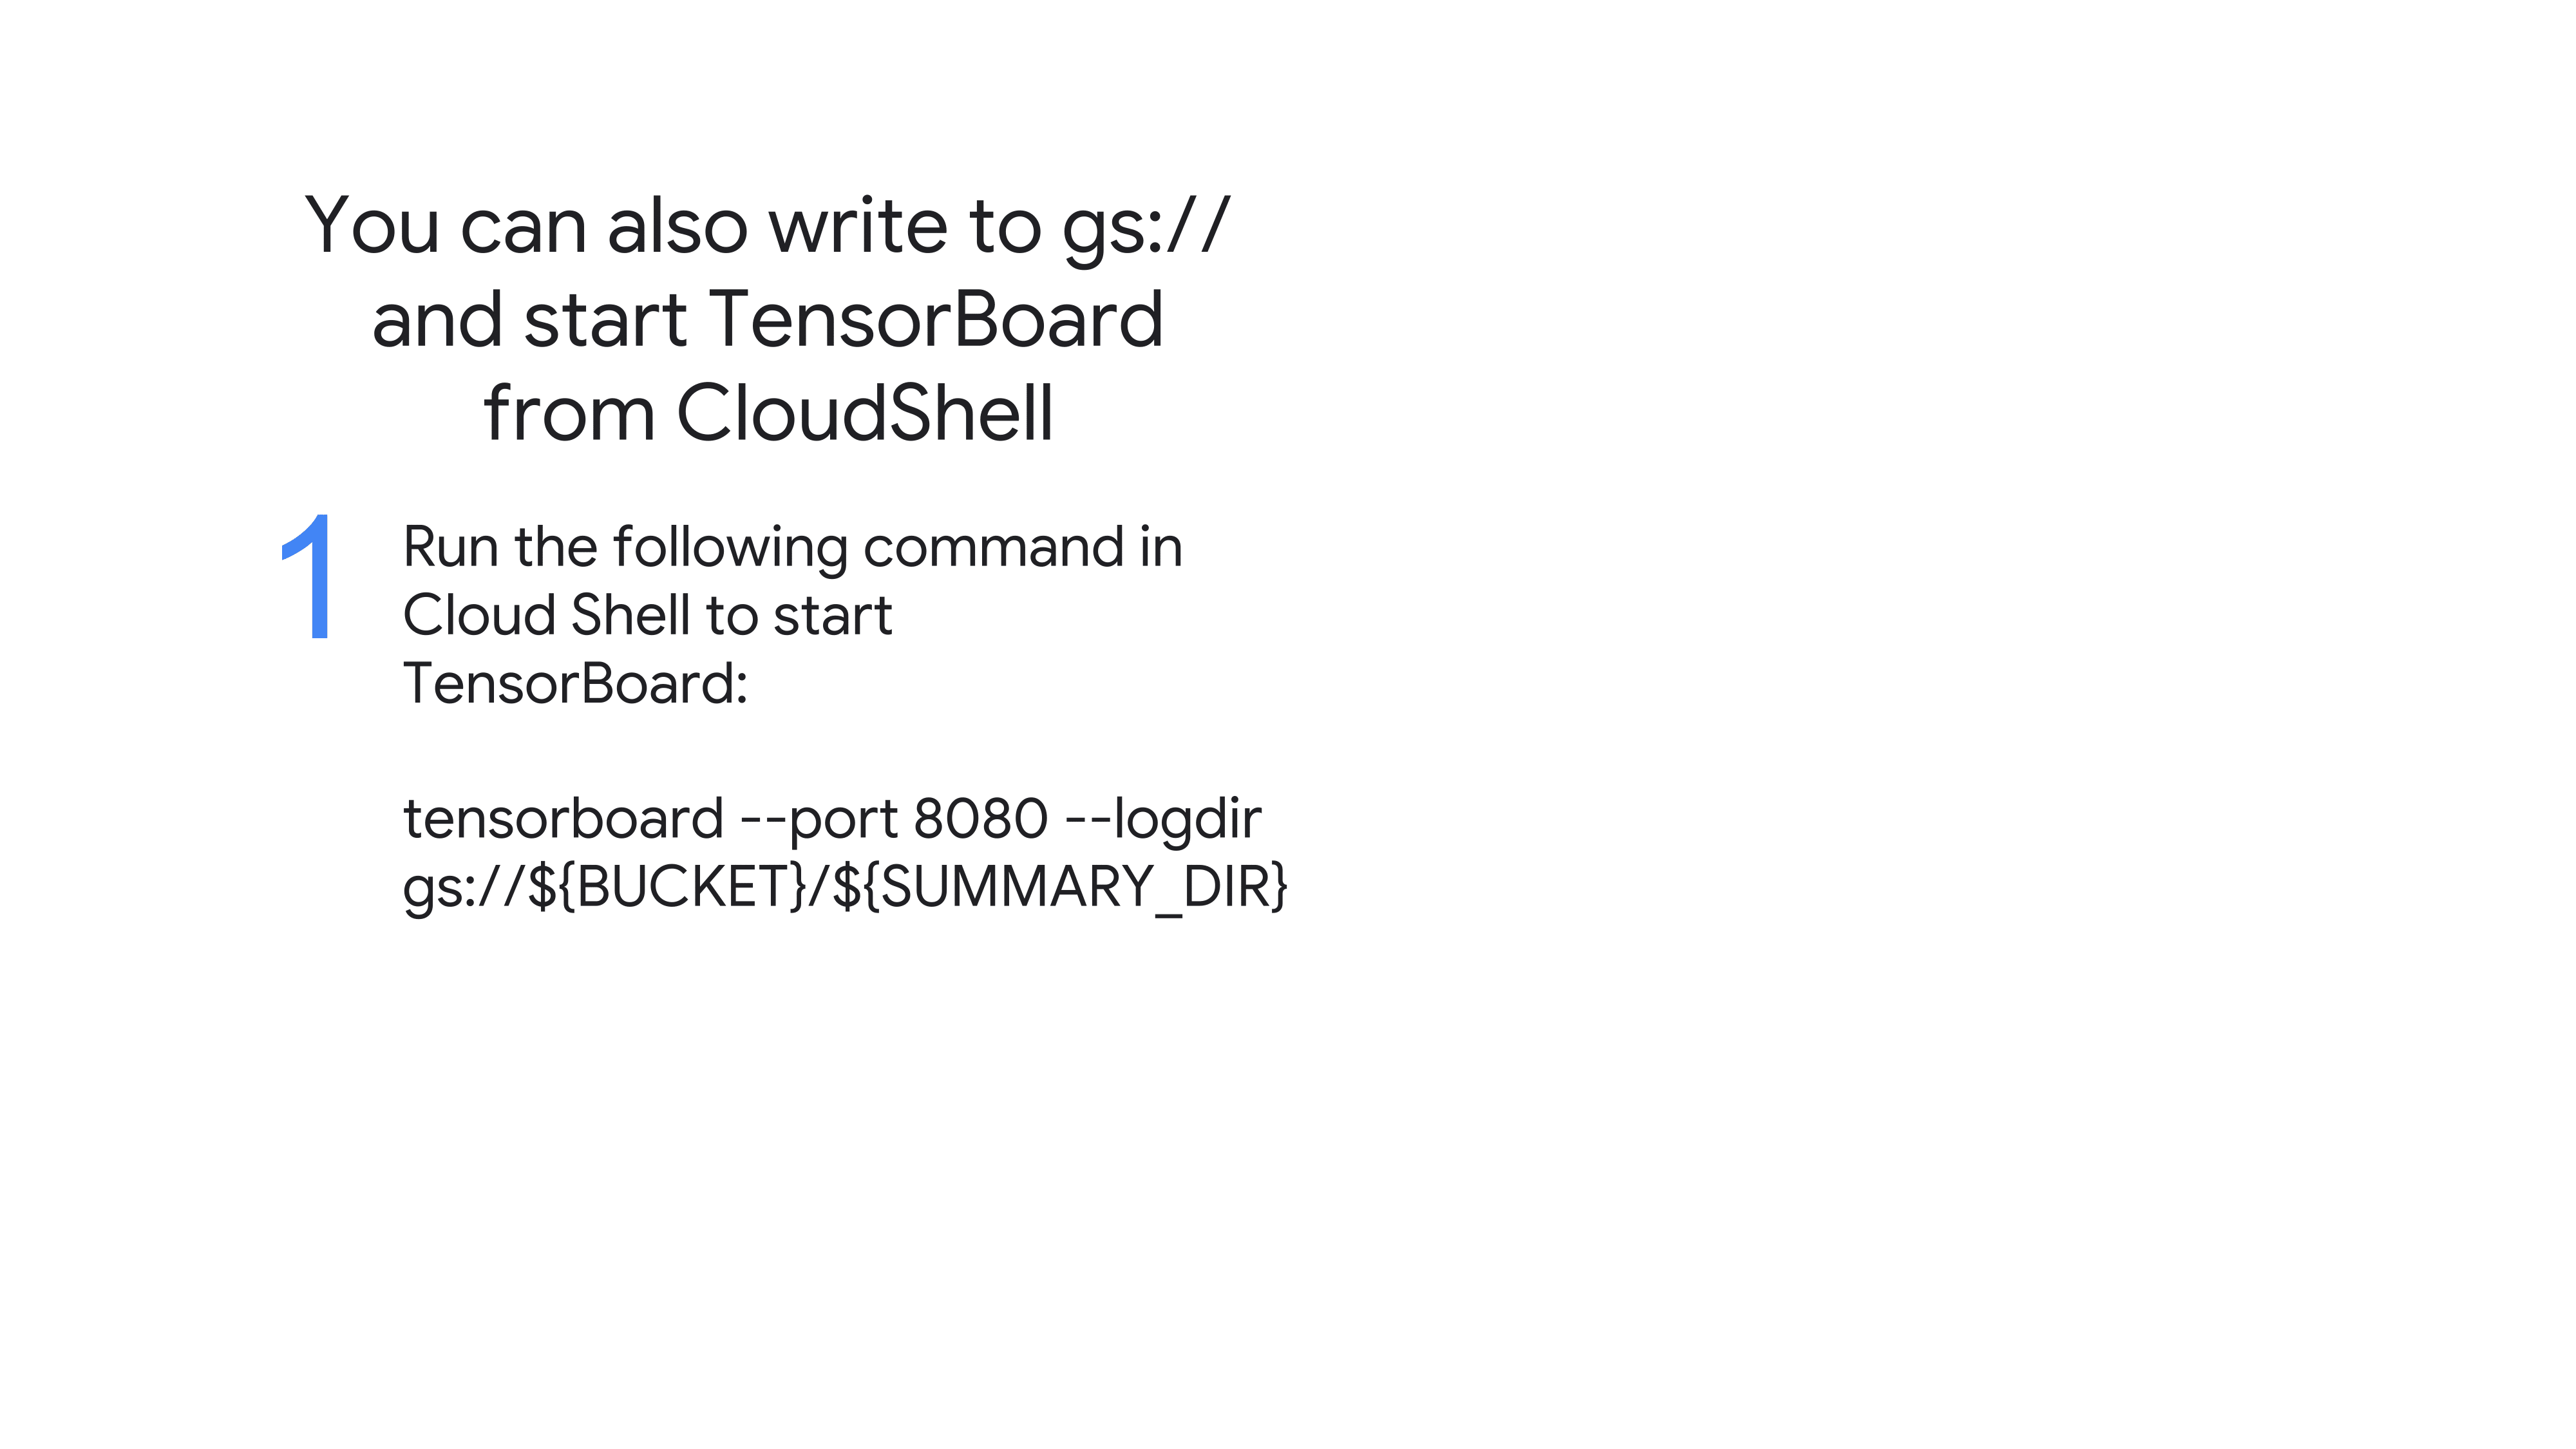 You can also write to gs://
and start TensorBoard
from CloudShell
1
Run the following command in
Cloud Shell to start
TensorBoard:
tensorboard --port 8080 --logdir
gs://${BUCKET}/${SUMMARY_DIR}